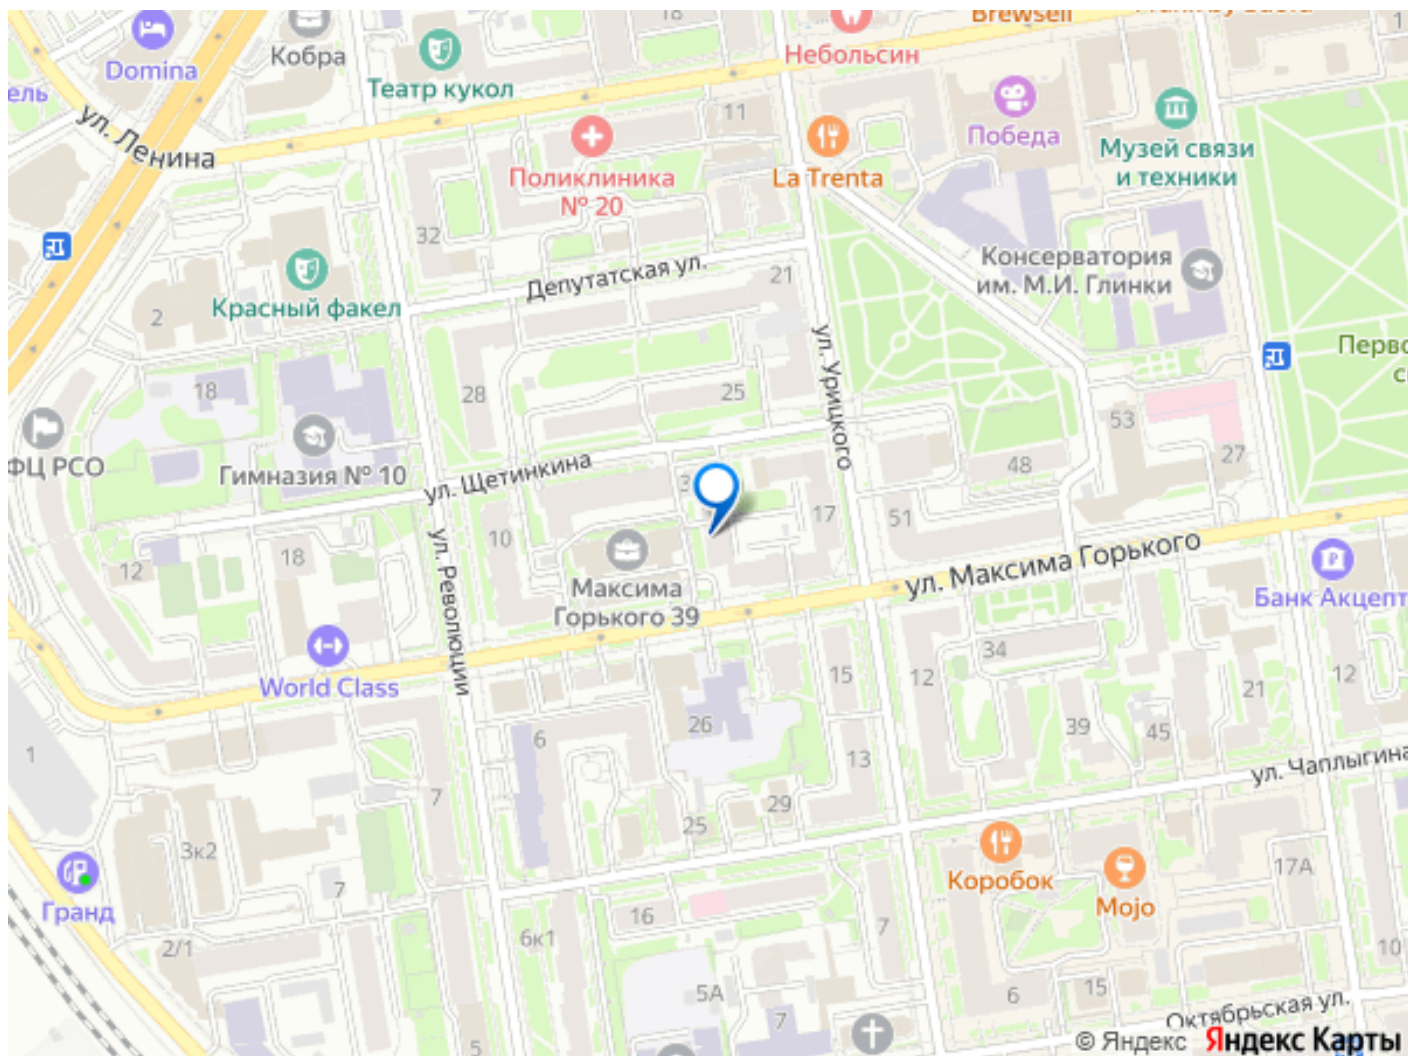 18
Brewsell
1
Кобра
Небольсин
Domina
ель
Театр кукол
ул. Ленина
11
Победа
Музей связи
и техники
Поликлиника
№ 20
La Trenta
32
Консерватория
им. М.И. Глинки
Депутатская ул.
21
Красный факел
2
ул. Урицкого
Перво
с
18
28
25
53
ФЦ РСО
Гимназия № 10
ул. Щетинкина
48
27
3
17
51
10
ул. Революции
18
12
Максима
Горького 39
ул. Максима Горького
Банк Акцепт
World Class
34
15
12
21
12
26
6
39
45
1
13
ул. Чаплыгина
7
29
25
3к2
7
Гранд
Коробок
Mojo
17А
16
6к1
7
2/1
10
5А
6
15
7
Октябрьская ул.
5
© Яндекс Яндекс Карты